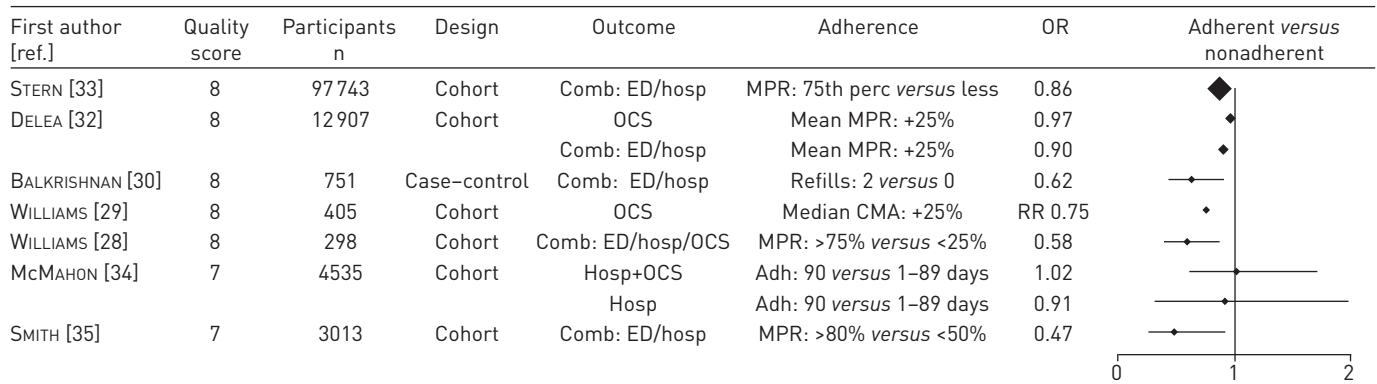 First author Quality Participants Design Outcome Adherence OR Adherent versus
[ref.] score n nonadherent
STERN [33] 8 97 743 Cohort Comb: ED/hosp MPR: 75th perc versus less 0.86
DELEA [32] 8 12 907 Cohort OCS Mean MPR: +25% 0.97
Comb: ED/hosp Mean MPR: +25% 0.90
BALKRISHNAN [30] 8 751 Case–control Comb: ED/hosp Refills: 2 versus 0 0.62
WILLIAMS [29] 8 405 Cohort OCS Median CMA: +25% RR 0.75
WILLIAMS [28] 8 298 Cohort Comb: ED/hosp/OCS MPR: >75% versus <25% 0.58
MCMAHON [34] 7 4535 Cohort Hosp+OCS Adh: 90 versus 1–89 days 1.02
Hosp Adh: 90 versus 1–89 days 0.91
SMITH [35] 7 3013 Cohort Comb: ED/hosp MPR: >80% versus <50% 0.47
0 1 2